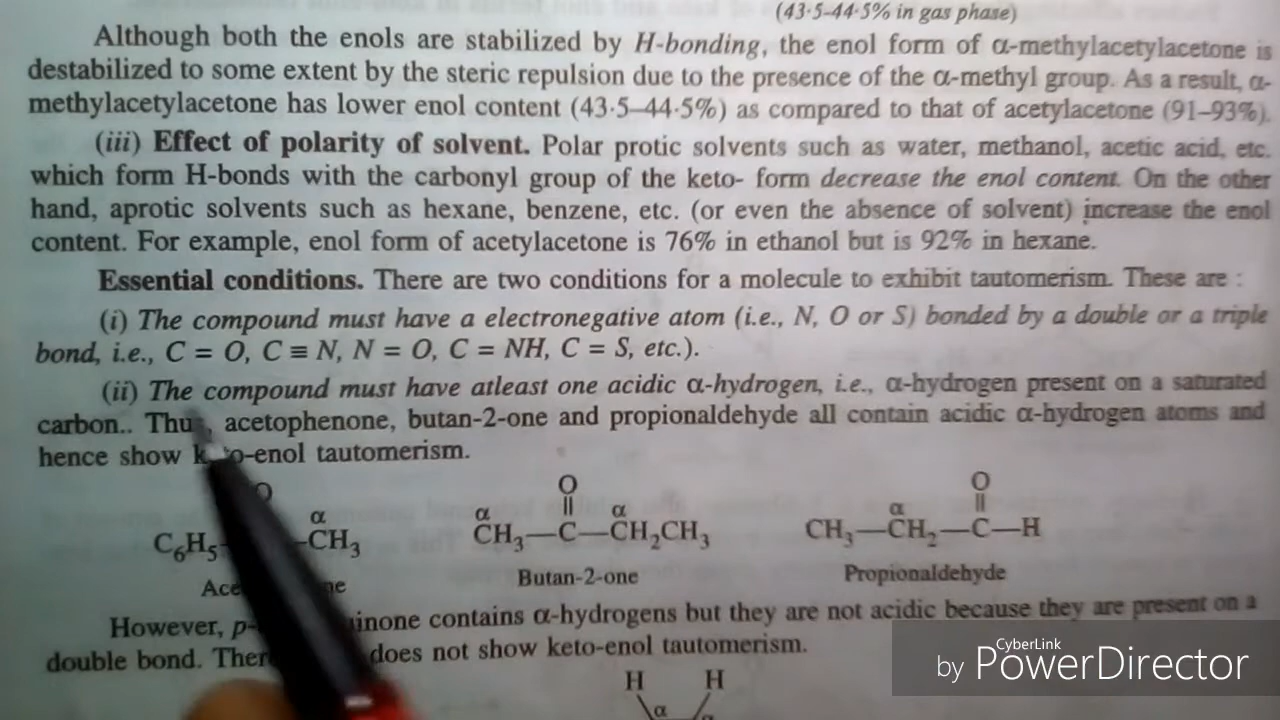 (43·5–44·5% in gas phase)
Although both the enols are stabilized by H-bonding, the enol form of α-methylacetylacetone is
destabilized to some extent by the steric repulsion due to the presence of the α-methyl group. As a result, α-
methylacetylacetone has lower enol content (43·5–44·5%) as compared to that of acetylacetone (91–93%).
(iii) Effect of polarity of solvent. Polar protic solvents such as water, methanol, acetic acid, etc.
which form H-bonds with the carbonyl group of the keto- form decrease the enol content. On the other
hand, aprotic solvents such as hexane, benzene, etc. (or even the absence of solvent) increase the enol
content. For example, enol form of acetylacetone is 76% in ethanol but is 92% in hexane.
Essential conditions. There are two conditions for a molecule to exhibit tautomerism. These are :
(i) The compound must have a electronegative atom (i.e., N, O or S) bonded by a double or a triple
bond, i.e., C = O, C ≡ N, N = O, C = NH, C = S, etc.).
(ii) The compound must have atleast one acidic α-hydrogen, i.e., α-hydrogen present on a saturated
carbon.. Thu , acetophenone, butan-2-one and propionaldehyde all contain acidic α-hydrogen atoms and
hence show k o-enol tautomerism.
O O O
α α α α
C6H5 —CH3 CH3—C—CH2CH3 CH3—CH2—C—H
Ace ne Butan-2-one Propionaldehyde
However, p- inone contains α-hydrogens but they are not acidic because they are present on a
double bond. Ther does not show keto-enol tautomerism.
H H
α
CyberLink
by PowerDirector